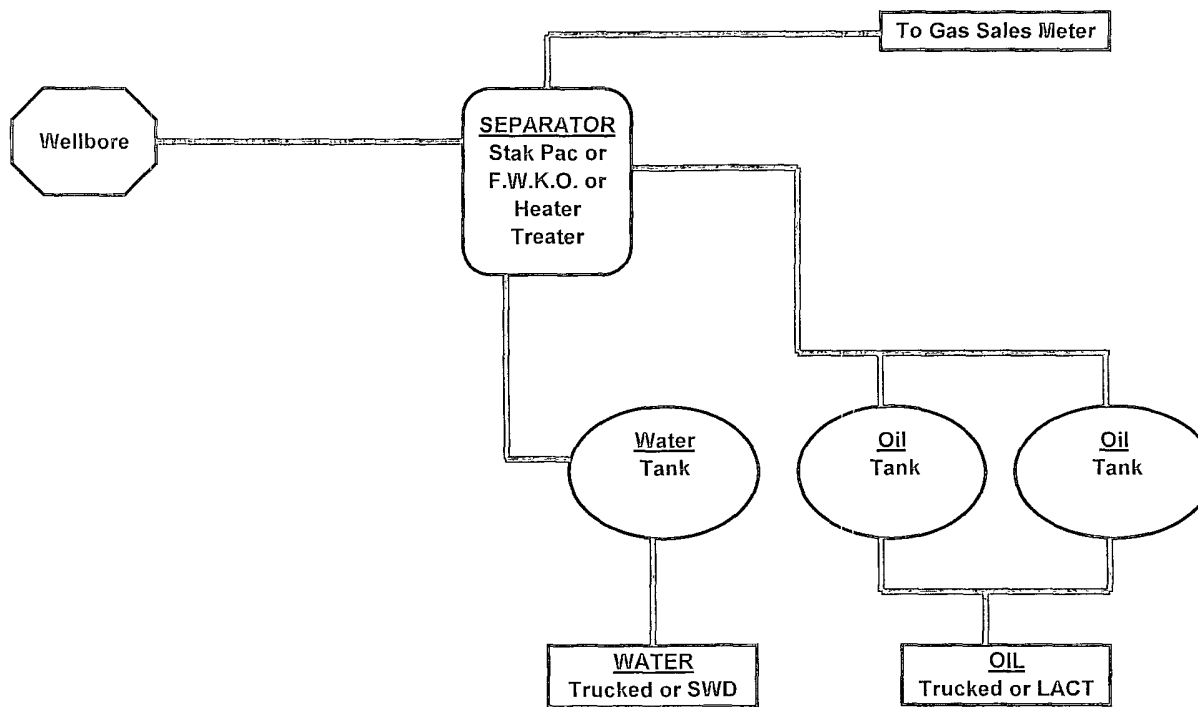 To Gas Sales Meter
Wellbore
SEPARATOR
Stak Pac or
F.W.K.O. or
Heater
Treater
Water
Tank
Oil
Tank
Oil
Tank
WATER
Trucked or SWD
OIL
Trucked or LACT